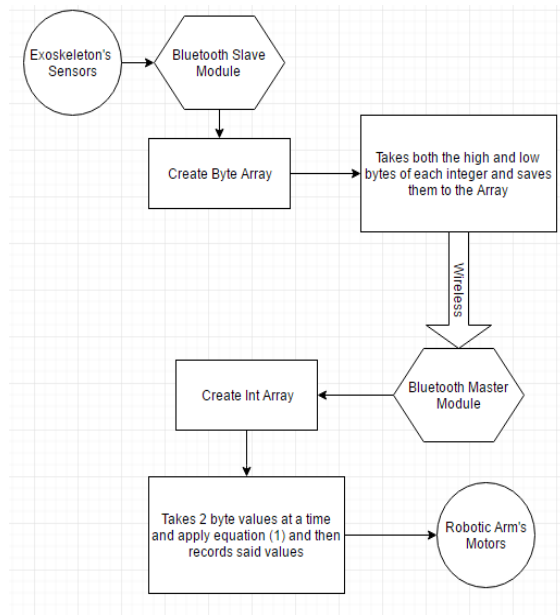 Exoskeleton's
Sensors
Bluetooth Slave
Module
Create Byte Array
Takes both the high and low
bytes of each integer and saves
them to the Array
Wireless
Bluetooth Master
Module
Create Int Array
Takes 2 byte values at a time
and apply equation (1) and then
records said values
Robotic Arm's
Motors